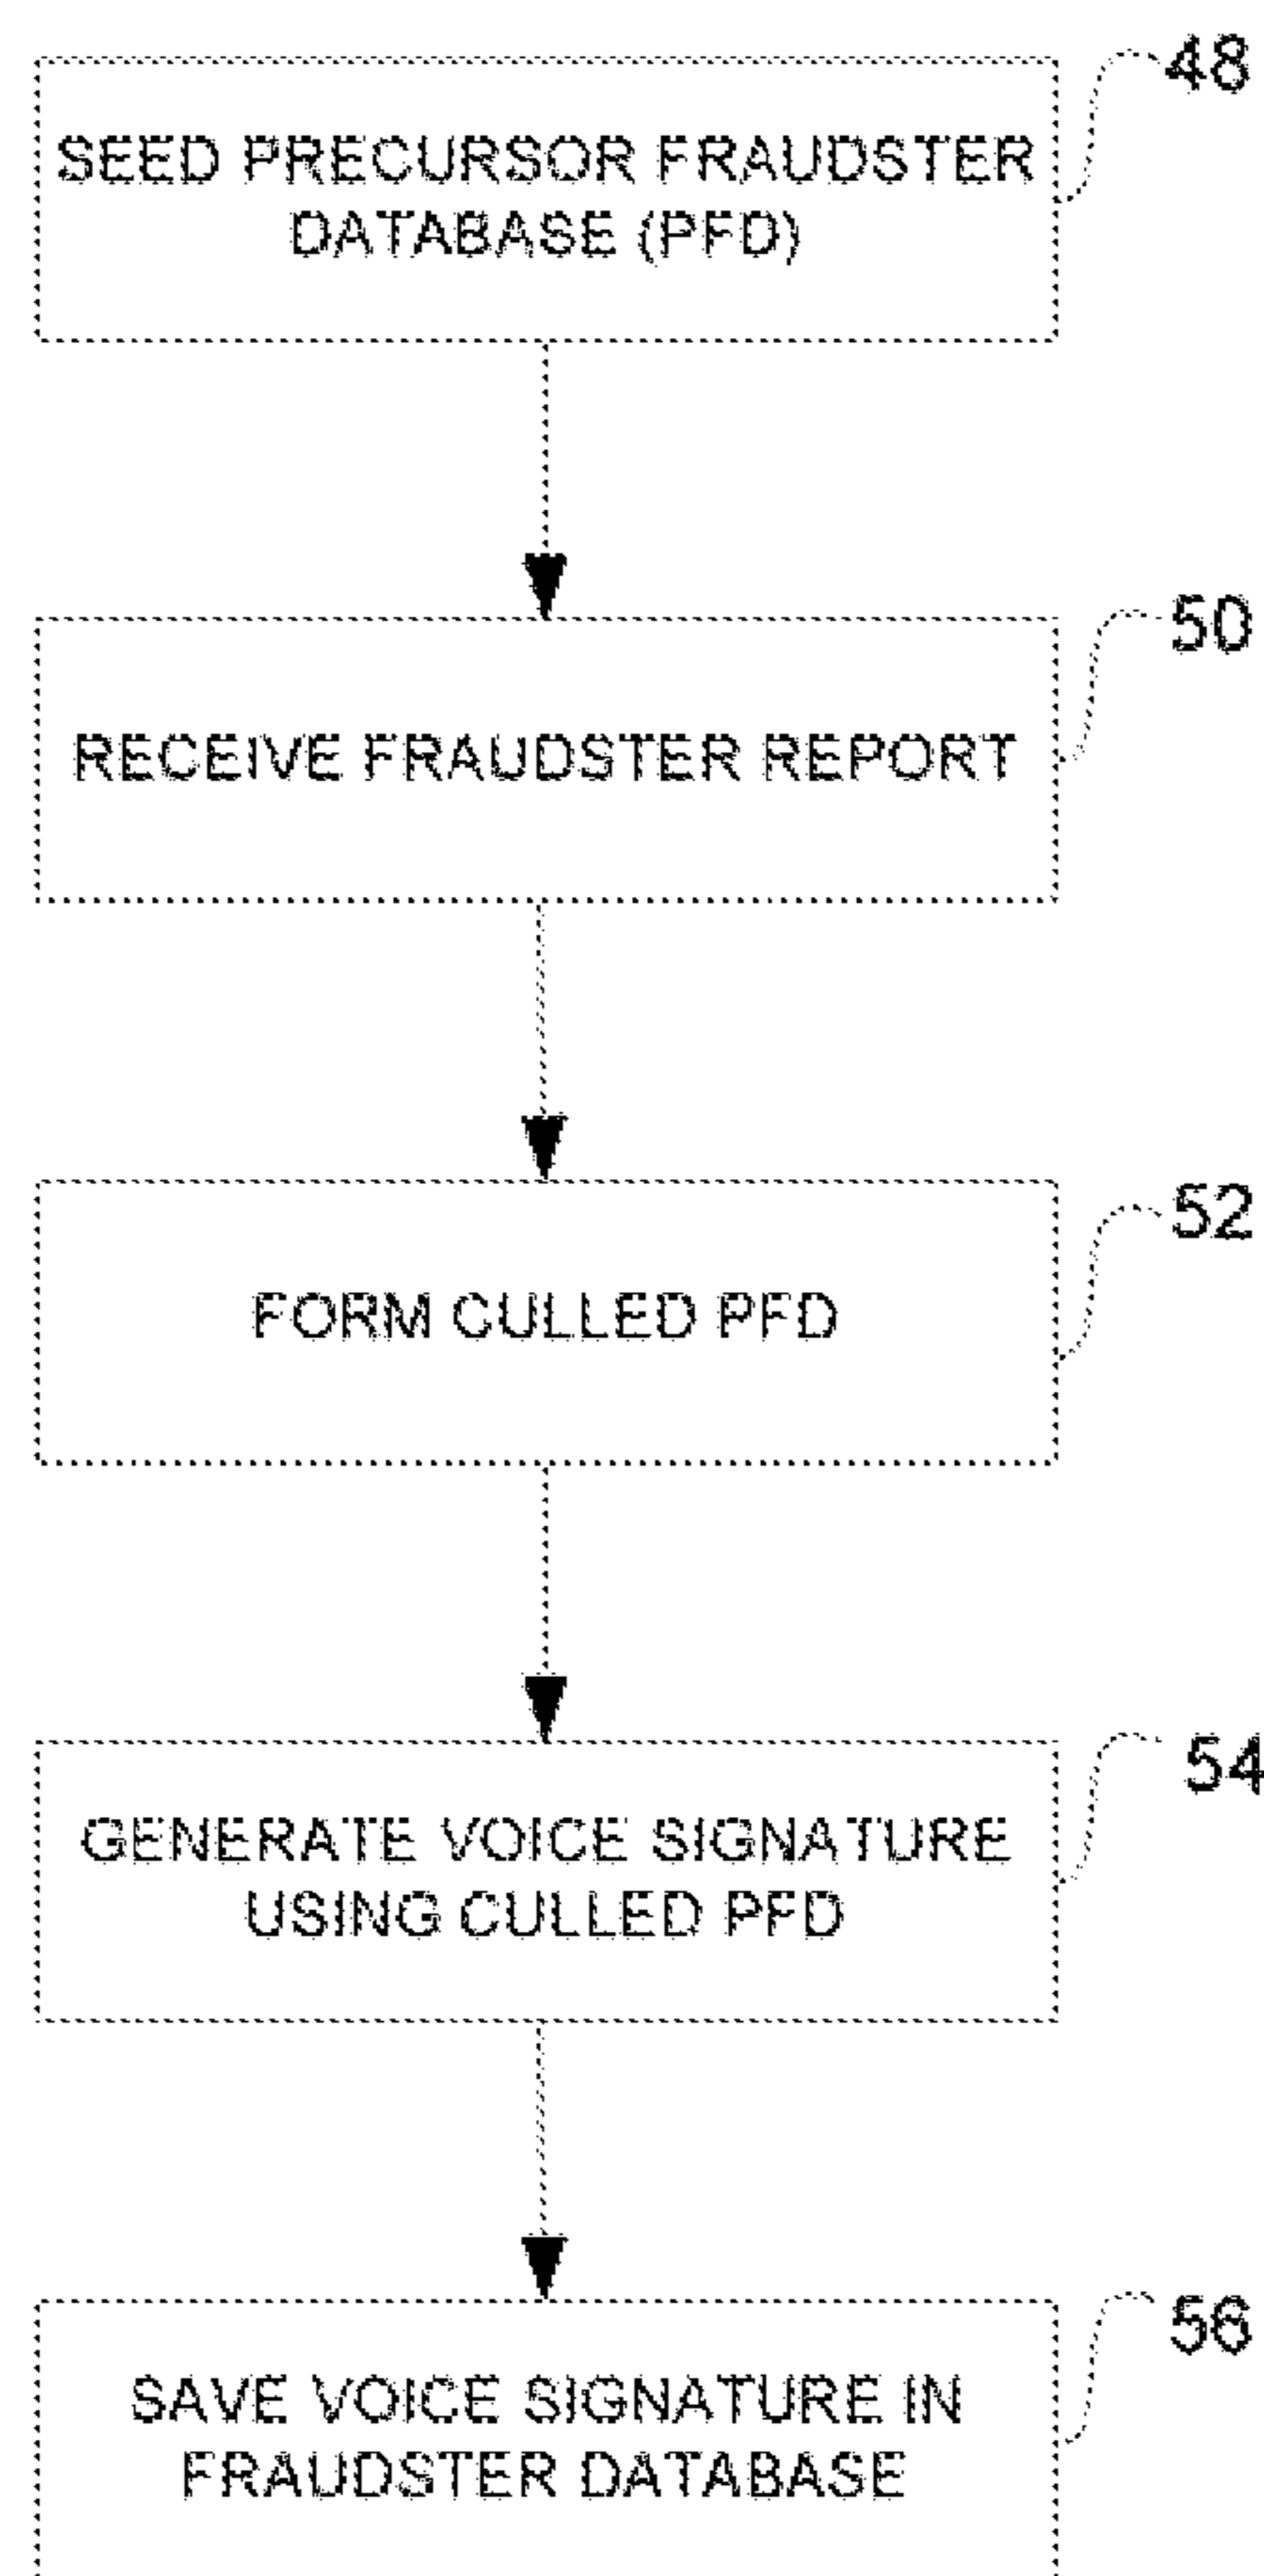 48
SEED PRECURSOR FRAUDSTER
DATABASE (PFD)
50
RECEIVE FRAUDSTER REPORT
52
FORM CULLED PFD
54
GENERATE VOICE SIGNATURE
USING CULLED PFD
56
SAVE VOICE SIGNATURE IN
FRAUDSTER DATABASE